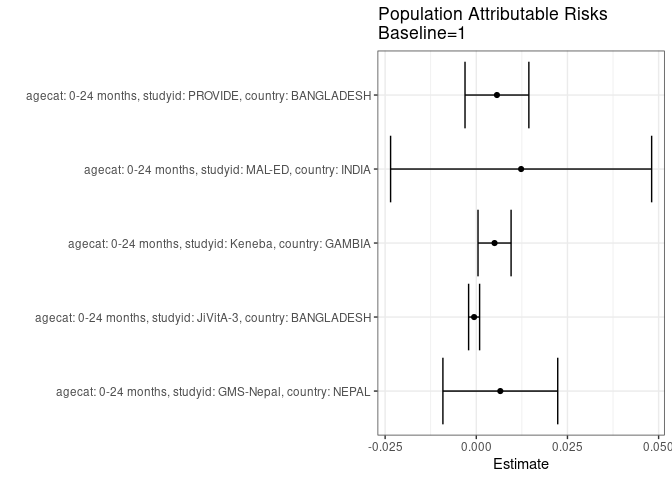 Population Attributable Risks
Baseline=1
agecat: 0-24 months, studyid: PROVIDE, country: BANGLADESH
agecat: 0-24 months, studyid: MAL-ED, country: INDIA
agecat: 0-24 months, studyid: Keneba, country: GAMBIA
agecat: 0-24 months, studyid: JiVitA-3, country: BANGLADESH
agecat: 0-24 months, studyid: GMS-Nepal, country: NEPAL
-0.025 0.000 0.025 0.050
Estimate